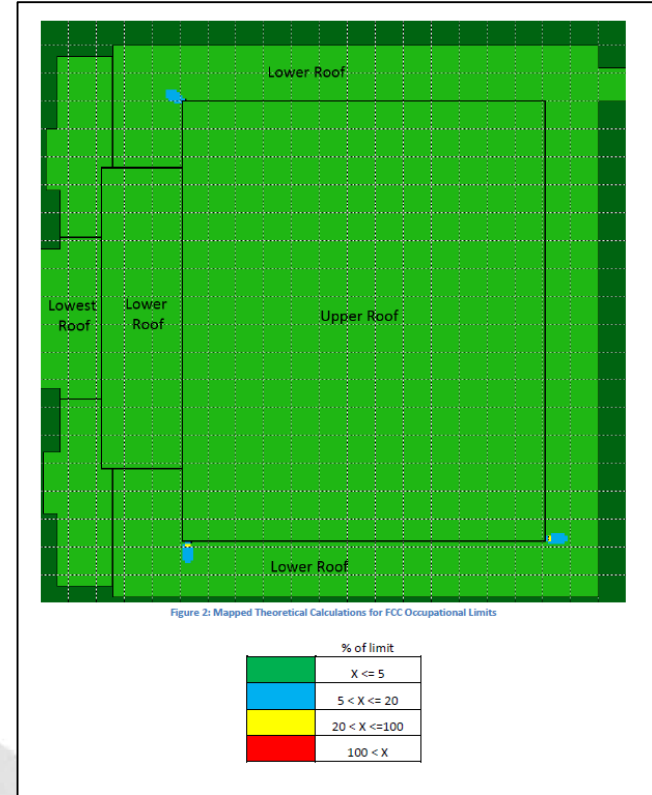 Lower Roof
Lowest
Roof
Lower
Roof
Upper Roof
Lower Roof
Figure 2: Mapped Theoretical Calculations for FCC Occupational Limits
% of limit
X <= 5
5 < X <= 20
20 < X <=100
100 < X